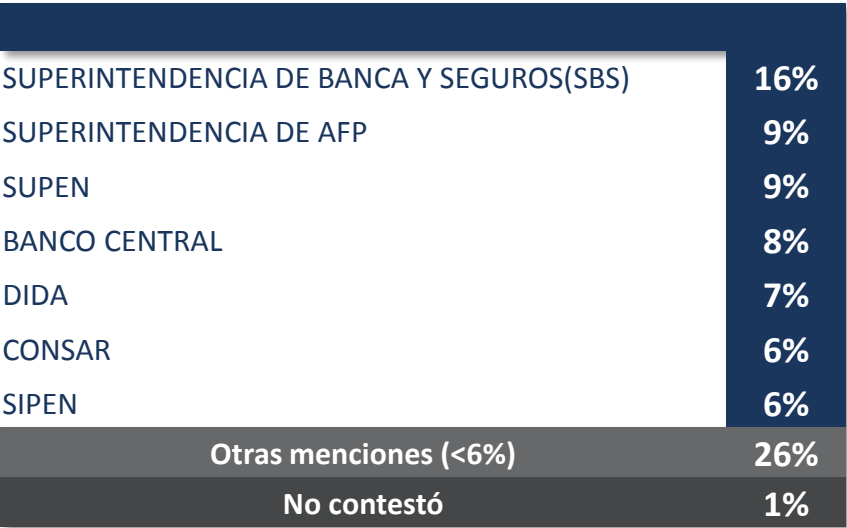 SUPERINTENDENCIA DE BANCA Y SEGUROS(SBS) 16%
SUPERINTENDENCIA DE AFP 9%
SUPEN 9%
BANCO CENTRAL 8%
DIDA 7%
CONSAR 6%
SIPEN 6%
Otras menciones (<6%) 26%
No contestó 1%